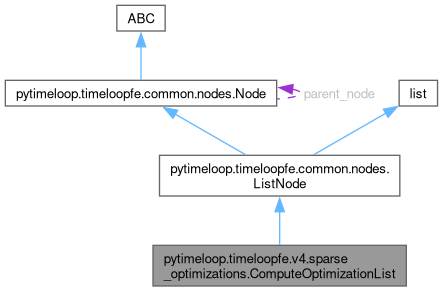 ABC
pytimeloop.timeloopfe.common.nodes.Node
parent_node
list
pytimeloop.timeloopfe.common.nodes.
ListNode
pytimeloop.timeloopfe.v4.sparse
_optimizations.ComputeOptimizationList